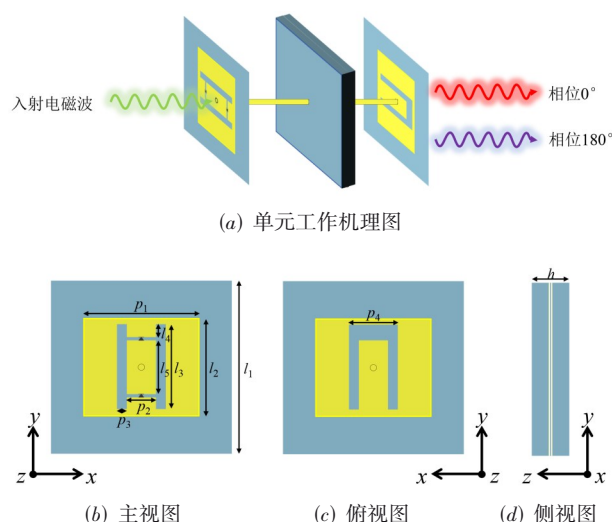 入射电磁波
相位0°
相位180°
(a) 单元工作机理图
p1
l4
l5
l3
l2
l1
p2
p3
y
z
x
(b) 主视图
p4
y
x
z
(c) 俯视图
h
y
z
x
(d) 侧视图